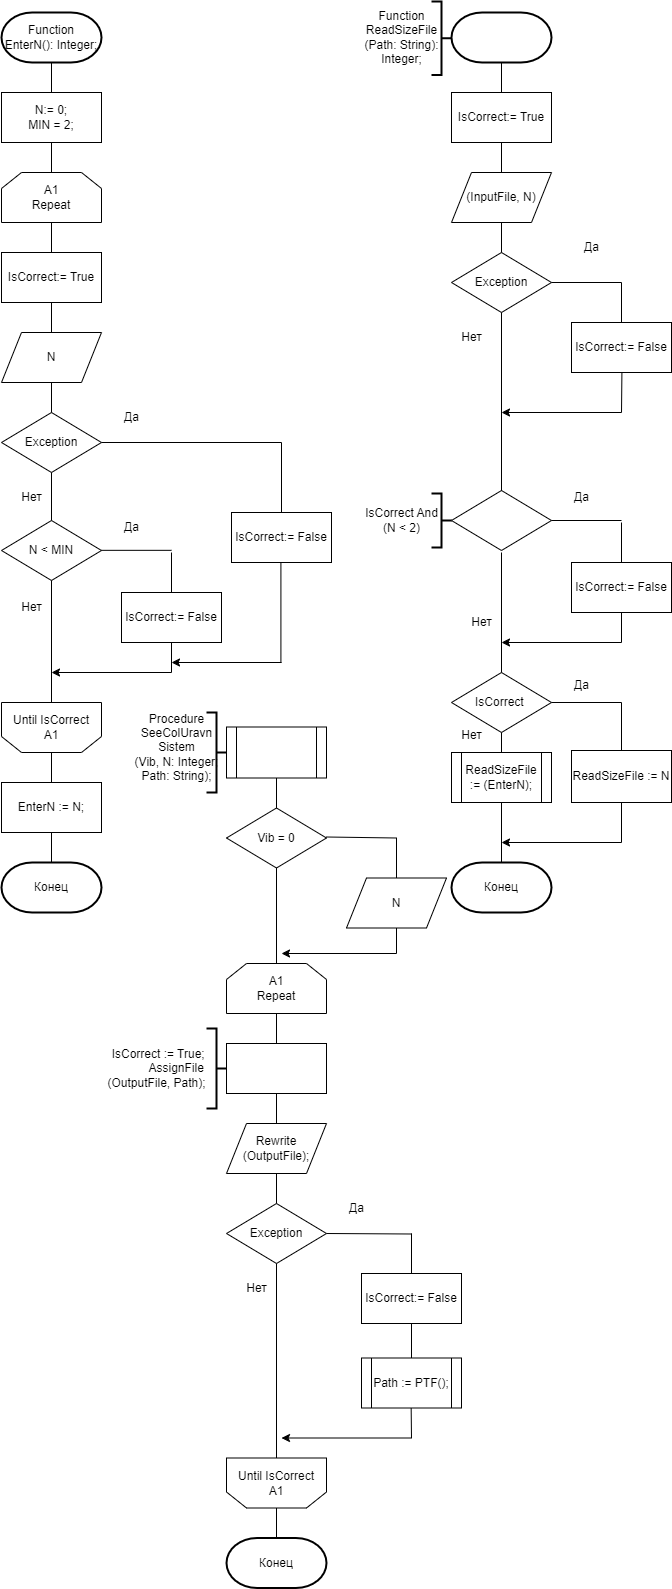 Function
EnterN(): Integer;
N:= 0;
MIN = 2;
A1
Repeat
IsCorrect:= True
N
Exception
Да
Нет
IsCorrect:= False
N < MIN
Да
Нет
IsCorrect:= False
Until IsCorrect
A1
EnterN := N;
Конец
Function
ReadSizeFile
(Path: String):
Integer;
IsCorrect:= True
(InputFile, N)
Exception
Да
Нет
IsCorrect:= False
IsCorrect And
(N < 2)
Да
Нет
IsCorrect:= False
IsCorrect
Да
Нет
ReadSizeFile
:= (EnterN);
ReadSizeFile := N
Конец
Procedure
SeeColUravn
Sistem
(Vib, N: Integer
Path: String);
Vib = 0
N
A1
Repeat
IsCorrect := True;
AssignFile
(OutputFile, Path);
Rewrite
(OutputFile);
Exception
Да
Нет
IsCorrect:= False
Path := PTF();
Until IsCorrect
A1
Конец